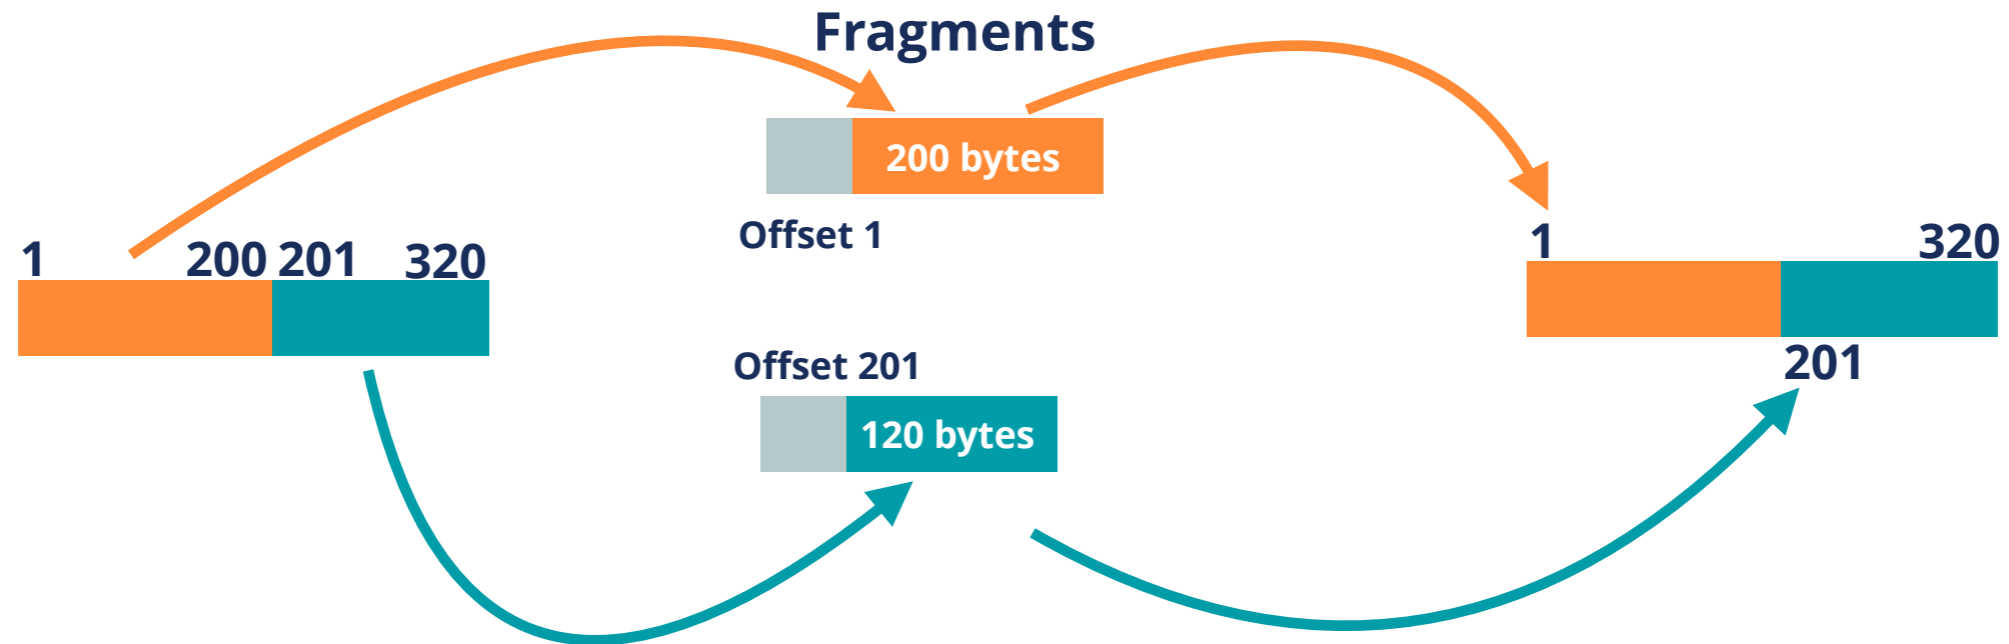 Fragments
200 bytes
Offset 1
1 200 201 320
1 320
Offset 201
201
120 bytes